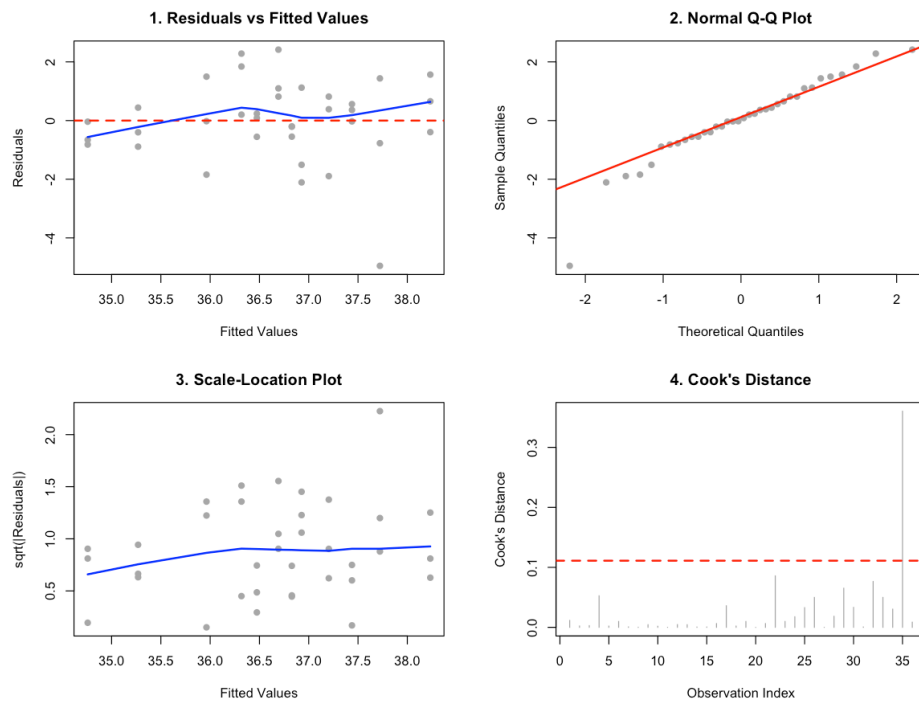 1. Residuals vs Fitted Values
Residuals
2
0
-2
-4
35.0 35.5 36.0 36.5 37.0 37.5 38.0
Fitted Values
2. Normal Q-Q Plot
Sample Quantiles
2
0
-2
-4
-2 -1 0 1 2
Theoretical Quantiles
3. Scale-Location Plot
sqrt(|Residuals|)
2.0
1.5
1.0
0.5
35.0 35.5 36.0 36.5 37.0 37.5 38.0
Fitted Values
4. Cook's Distance
Cook's Distance
0.3
0.2
0.1
0.0
0 5 10 15 20 25 30 35
Observation Index